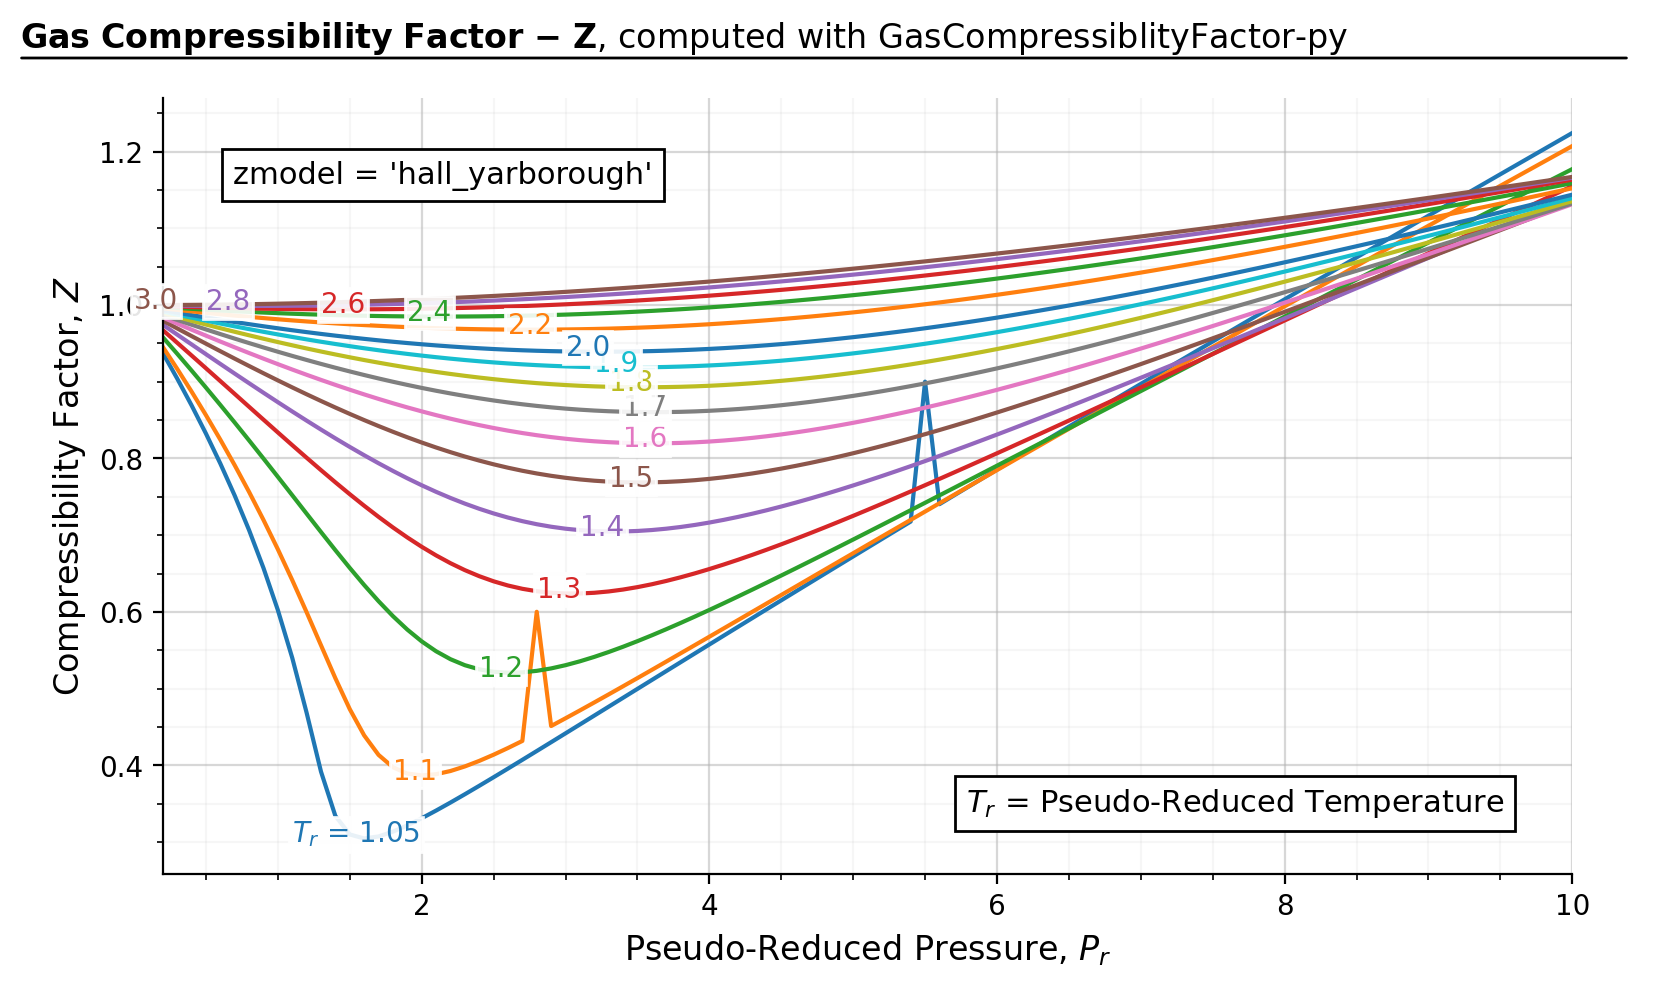 Gas Compressibility Factor − Z, computed with GasCompressiblityFactor-py
zmodel = 'hall_yarborough'
1.2
1.0
0.8
0.6
0.4
Compressibility Factor, Z
3.0
2.8
2.6
2.4
2.2
2.0
1.9
1.8
1.7
1.6
1.5
1.4
1.3
1.2
1.1
Tr = 1.05
Tr = Pseudo-Reduced Temperature
2 4 6 8 10
Pseudo-Reduced Pressure, Pr